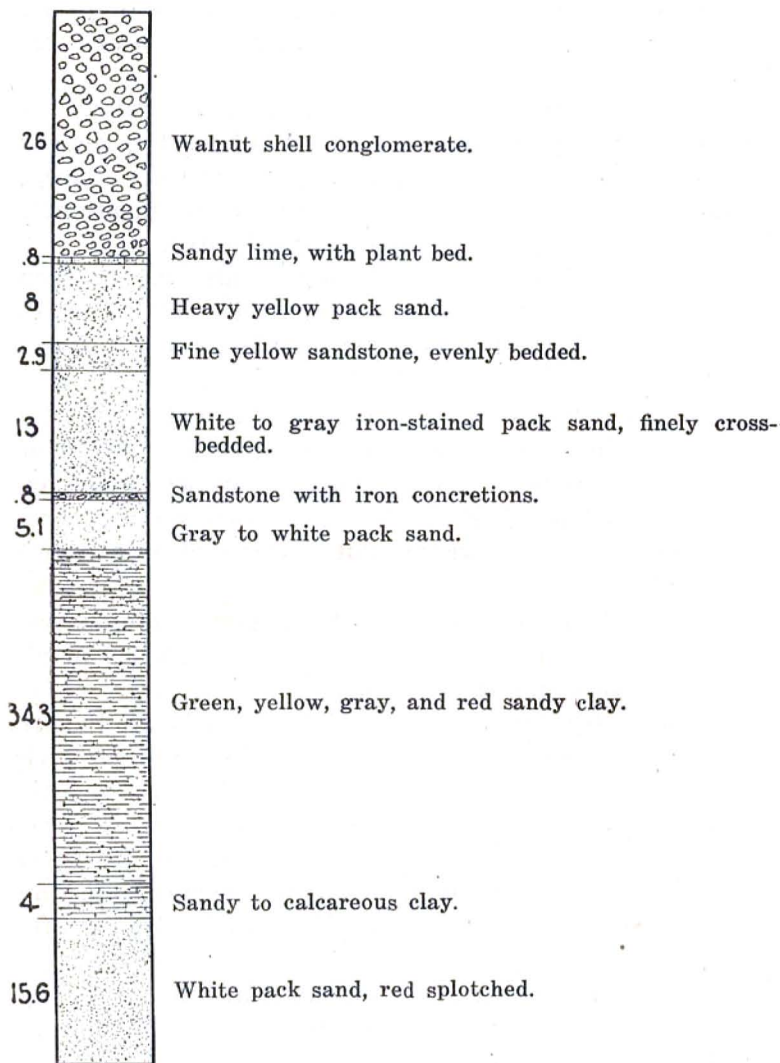 26 Walnut shell conglomerate.
.8 Sandy lime, with plant bed.
8 Heavy yellow pack sand.
2.9 Fine yellow sandstone, evenly bedded.
13 White to gray iron-stained pack sand, finely cross-
bedded.
.8 Sandstone with iron concretions.
5.1 Gray to white pack sand.
34.3 Green, yellow, gray, and red sandy clay.
4 Sandy to calcareous clay.
15.6 White pack sand, red splotched.